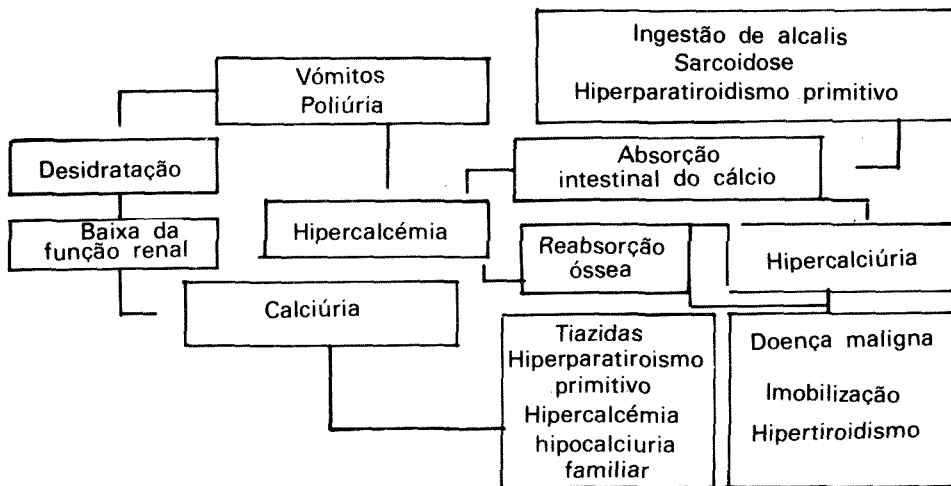 Ingestão de alcalis
Sarcoidose
Hiperparatiroidismo primitivo
Vómitos
Poliúria
Desidratação
Absorção
intestinal do cálcio
Baixa da
função renal
Hipercalcémia
Reabsorção
óssea
Hipercalciúria
Calciúria
Tiazidas
Hiperparatiroismo
primitivo
Hipercalcémia
hipocalciuria
familiar
Doença maligna
Imobilização
Hipertiroidismo